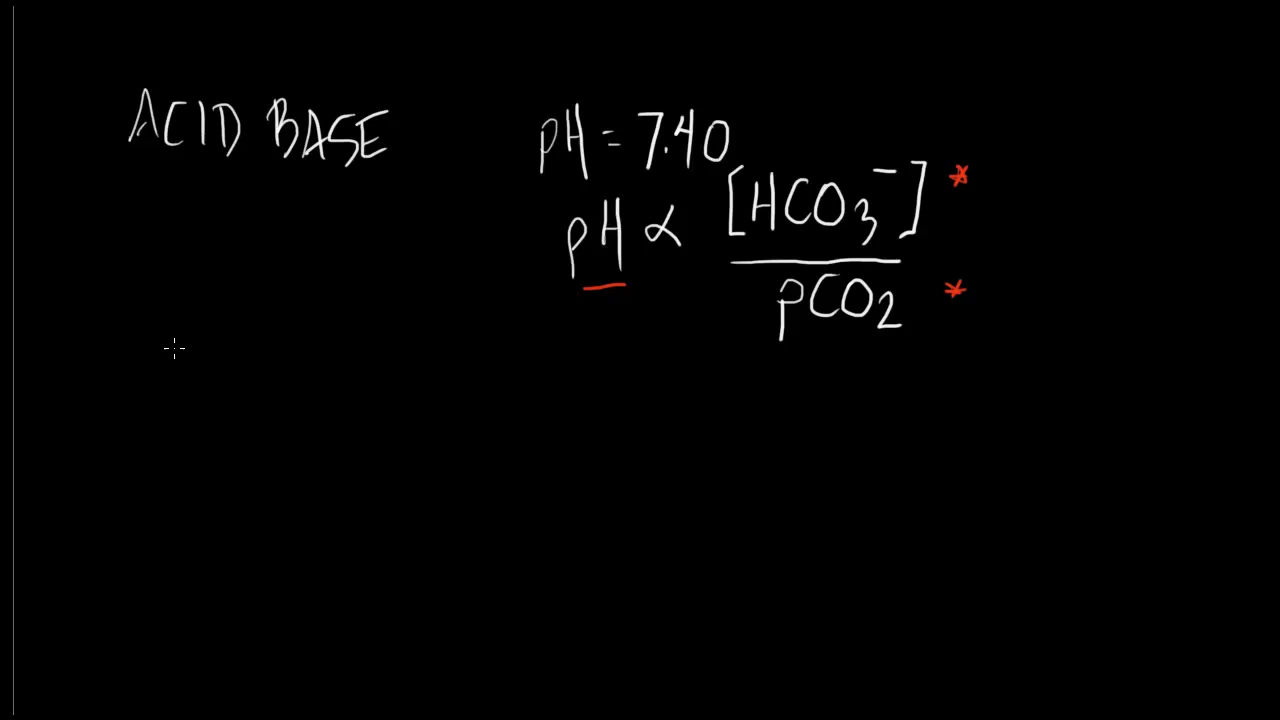 ACID BASE
pH = 7.40
pH ∝ [HCO₃⁻] *
pCO₂ *